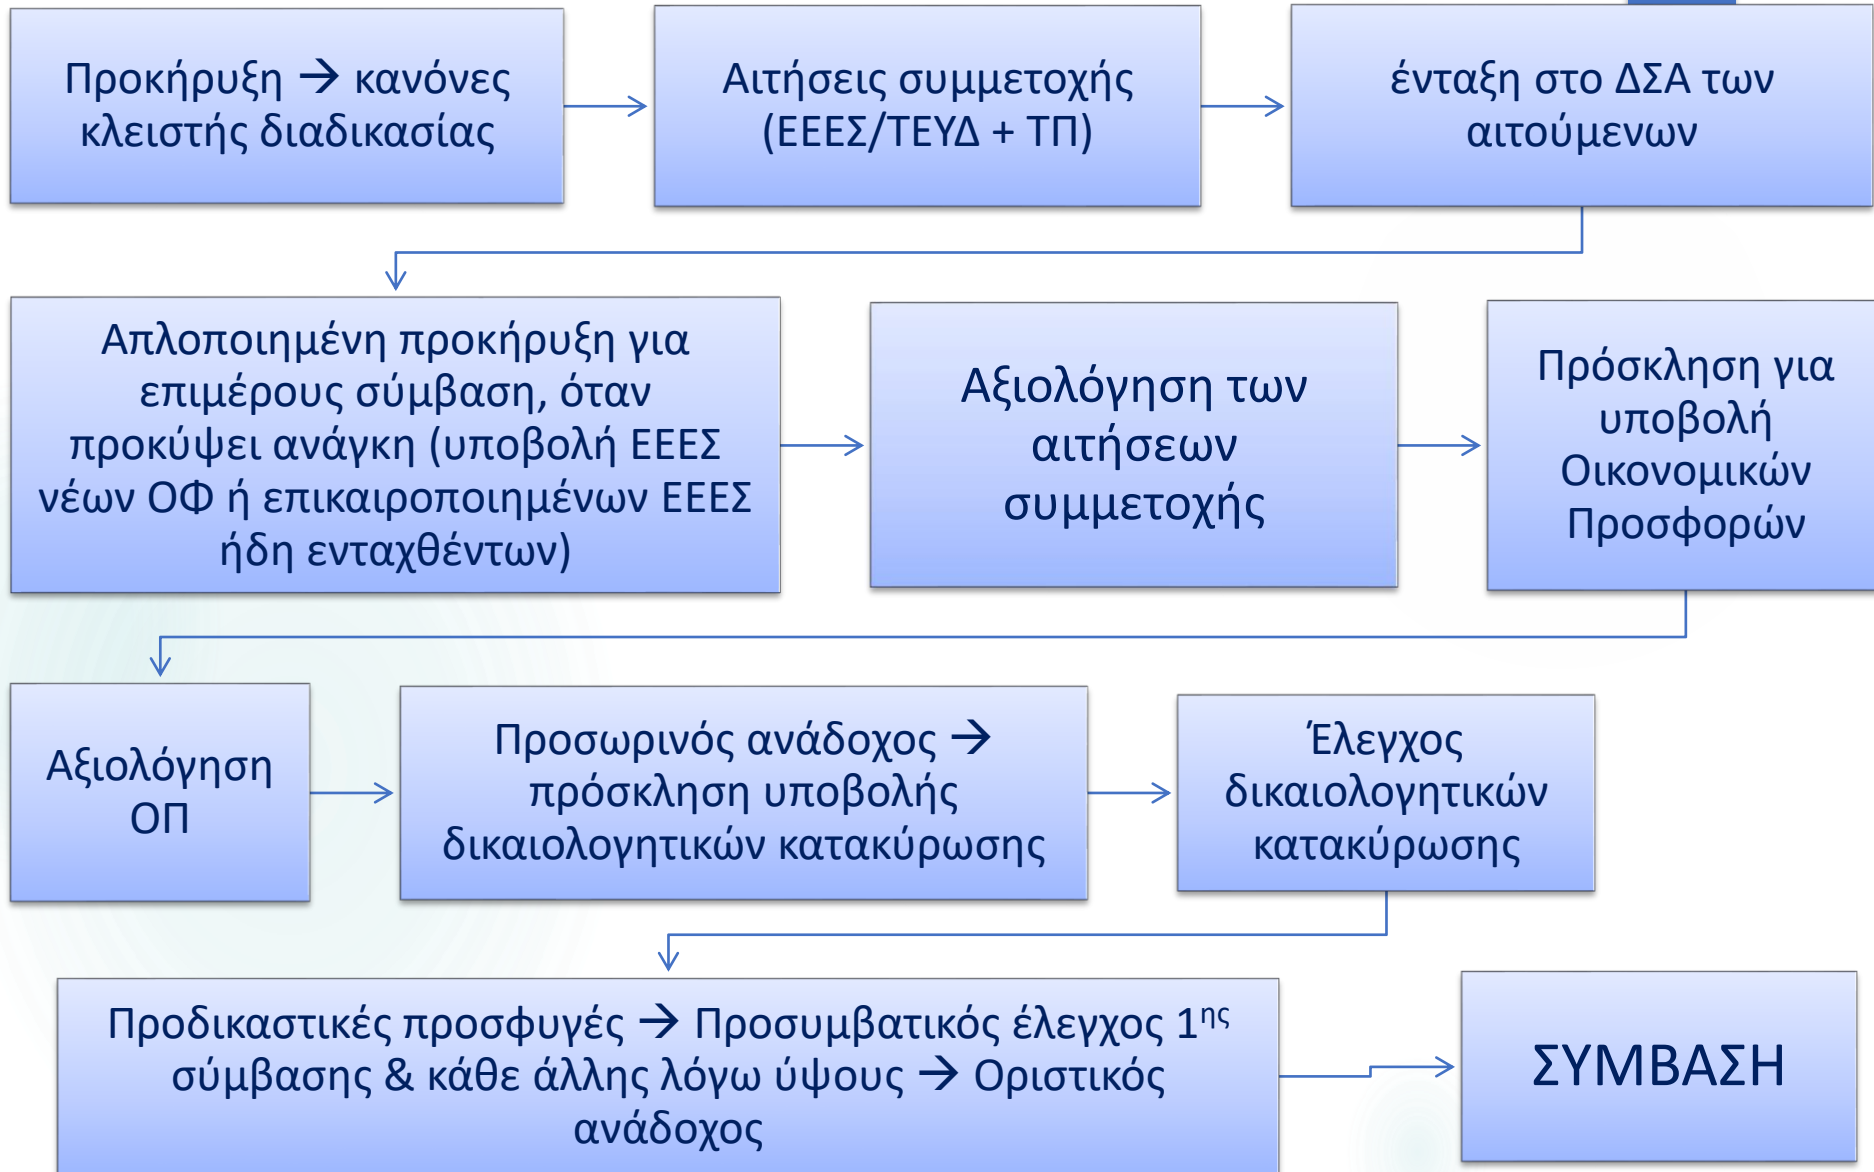 Προκήρυξη → κανόνες
κλειστής διαδικασίας
Αιτήσεις συμμετοχής
(ΕΕΕΣ/ΤΕΥΔ + ΤΠ)
ένταξη στο ΔΣΑ των
αιτούμενων
Απλοποιημένη προκήρυξη για
επιμέρους σύμβαση, όταν
προκύψει ανάγκη (υποβολή ΕΕΕΣ
νέων ΟΦ ή επικαιροποιημένων ΕΕΕΣ
ήδη ενταχθέντων)
Αξιολόγηση των
αιτήσεων
συμμετοχής
Πρόσκληση για
υποβολή
Οικονομικών
Προσφορών
Αξιολόγηση
ΟΠ
Προσωρινός ανάδοχος →
πρόσκληση υποβολής
δικαιολογητικών κατακύρωσης
Έλεγχος
δικαιολογητικών
κατακύρωσης
Προδικαστικές προσφυγές → Προσυμβατικός έλεγχος 1ης
σύμβασης & κάθε άλλης λόγω ύψους → Οριστικός
ανάδοχος
ΣΥΜΒΑΣΗ